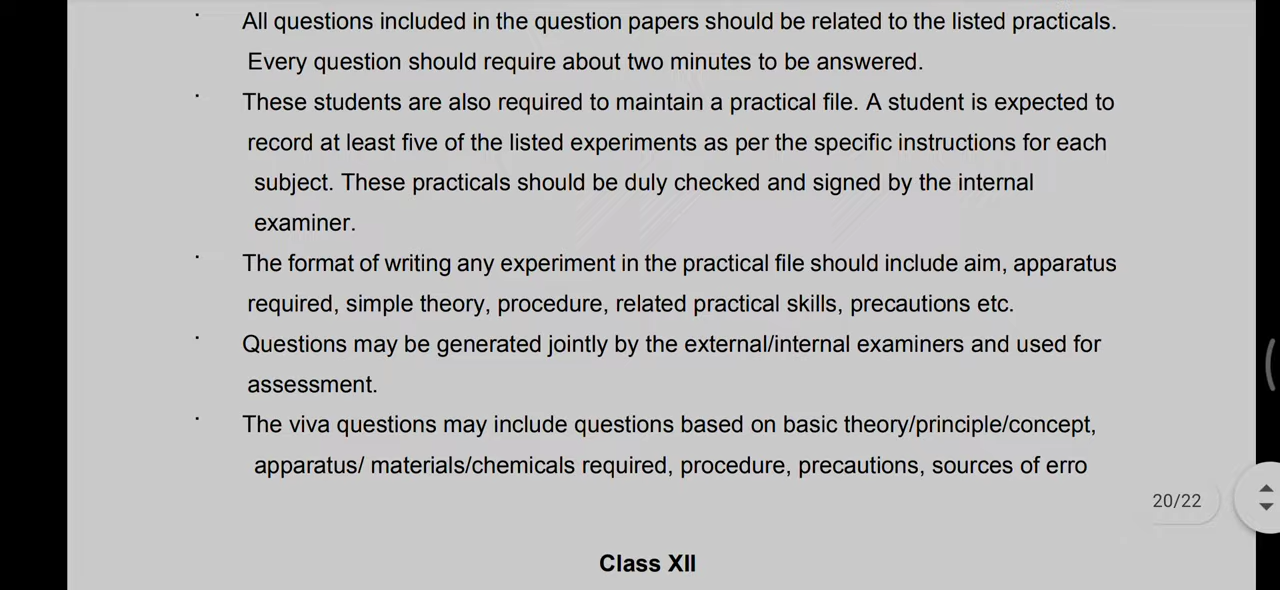 · All questions included in the question papers should be related to the listed practicals.
Every question should require about two minutes to be answered.
· These students are also required to maintain a practical file. A student is expected to
record at least five of the listed experiments as per the specific instructions for each
subject. These practicals should be duly checked and signed by the internal
examiner.
· The format of writing any experiment in the practical file should include aim, apparatus
required, simple theory, procedure, related practical skills, precautions etc.
· Questions may be generated jointly by the external/internal examiners and used for
assessment.
· The viva questions may include questions based on basic theory/principle/concept,
apparatus/ materials/chemicals required, procedure, precautions, sources of erro
20/22
Class XII